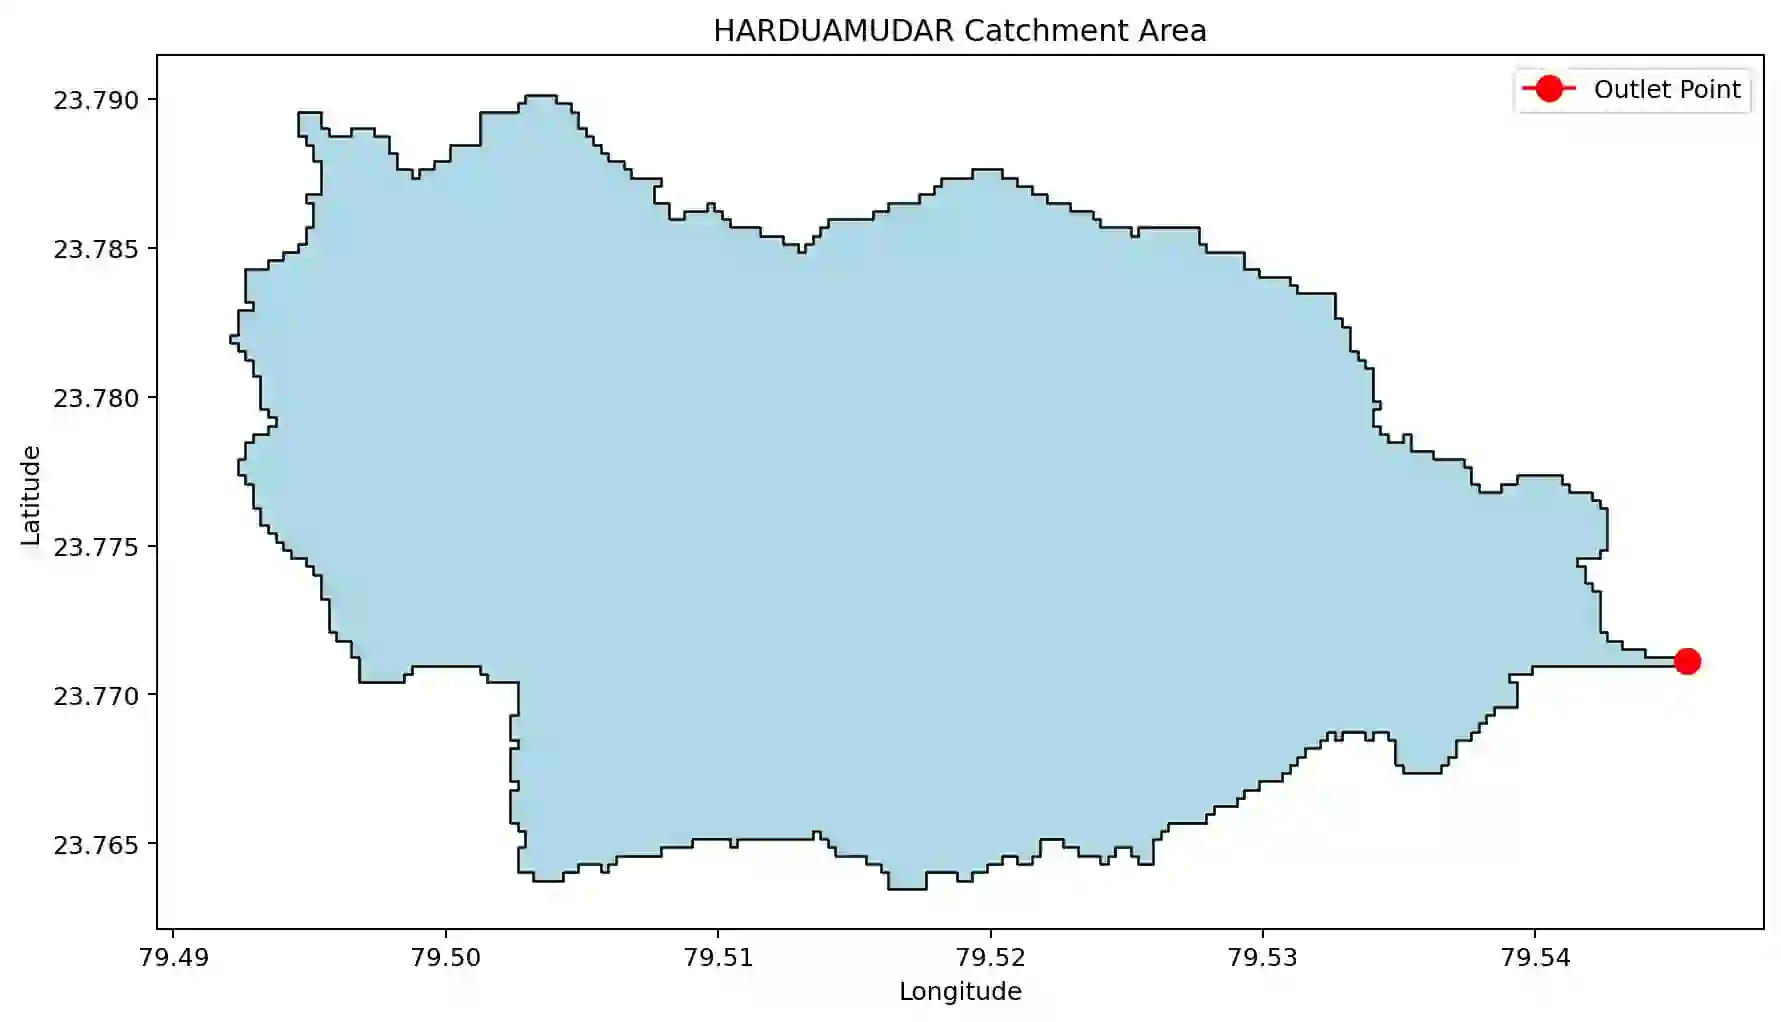 HARDUAMUDAR Catchment Area
Outlet Point
23.790
23.785
23.780
23.775
23.770
23.765
Latitude
79.49 79.50 79.51 79.52 79.53 79.54
Longitude